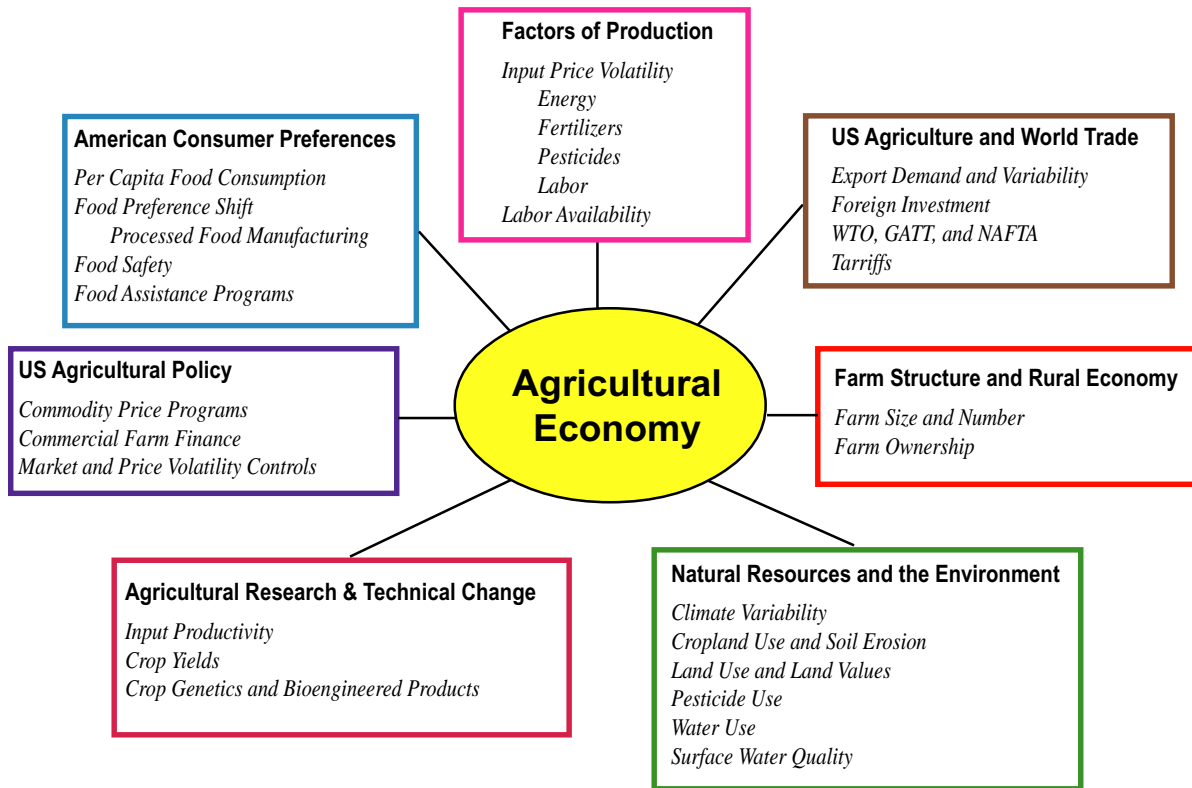 Factors of Production
Input Price Volatility
Energy
Fertilizers
Pesticides
Labor
Labor Availability
American Consumer Preferences
Per Capita Food Consumption
Food Preference Shift
Processed Food Manufacturing
Food Safety
Food Assistance Programs
US Agriculture and World Trade
Export Demand and Variability
Foreign Investment
WTO, GATT, and NAFTA
Tarriffs
US Agricultural Policy
Commodity Price Programs
Commercial Farm Finance
Market and Price Volatility Controls
Agricultural
Economy
Farm Structure and Rural Economy
Farm Size and Number
Farm Ownership
Agricultural Research & Technical Change
Input Productivity
Crop Yields
Crop Genetics and Bioengineered Products
Natural Resources and the Environment
Climate Variability
Cropland Use and Soil Erosion
Land Use and Land Values
Pesticide Use
Water Use
Surface Water Quality